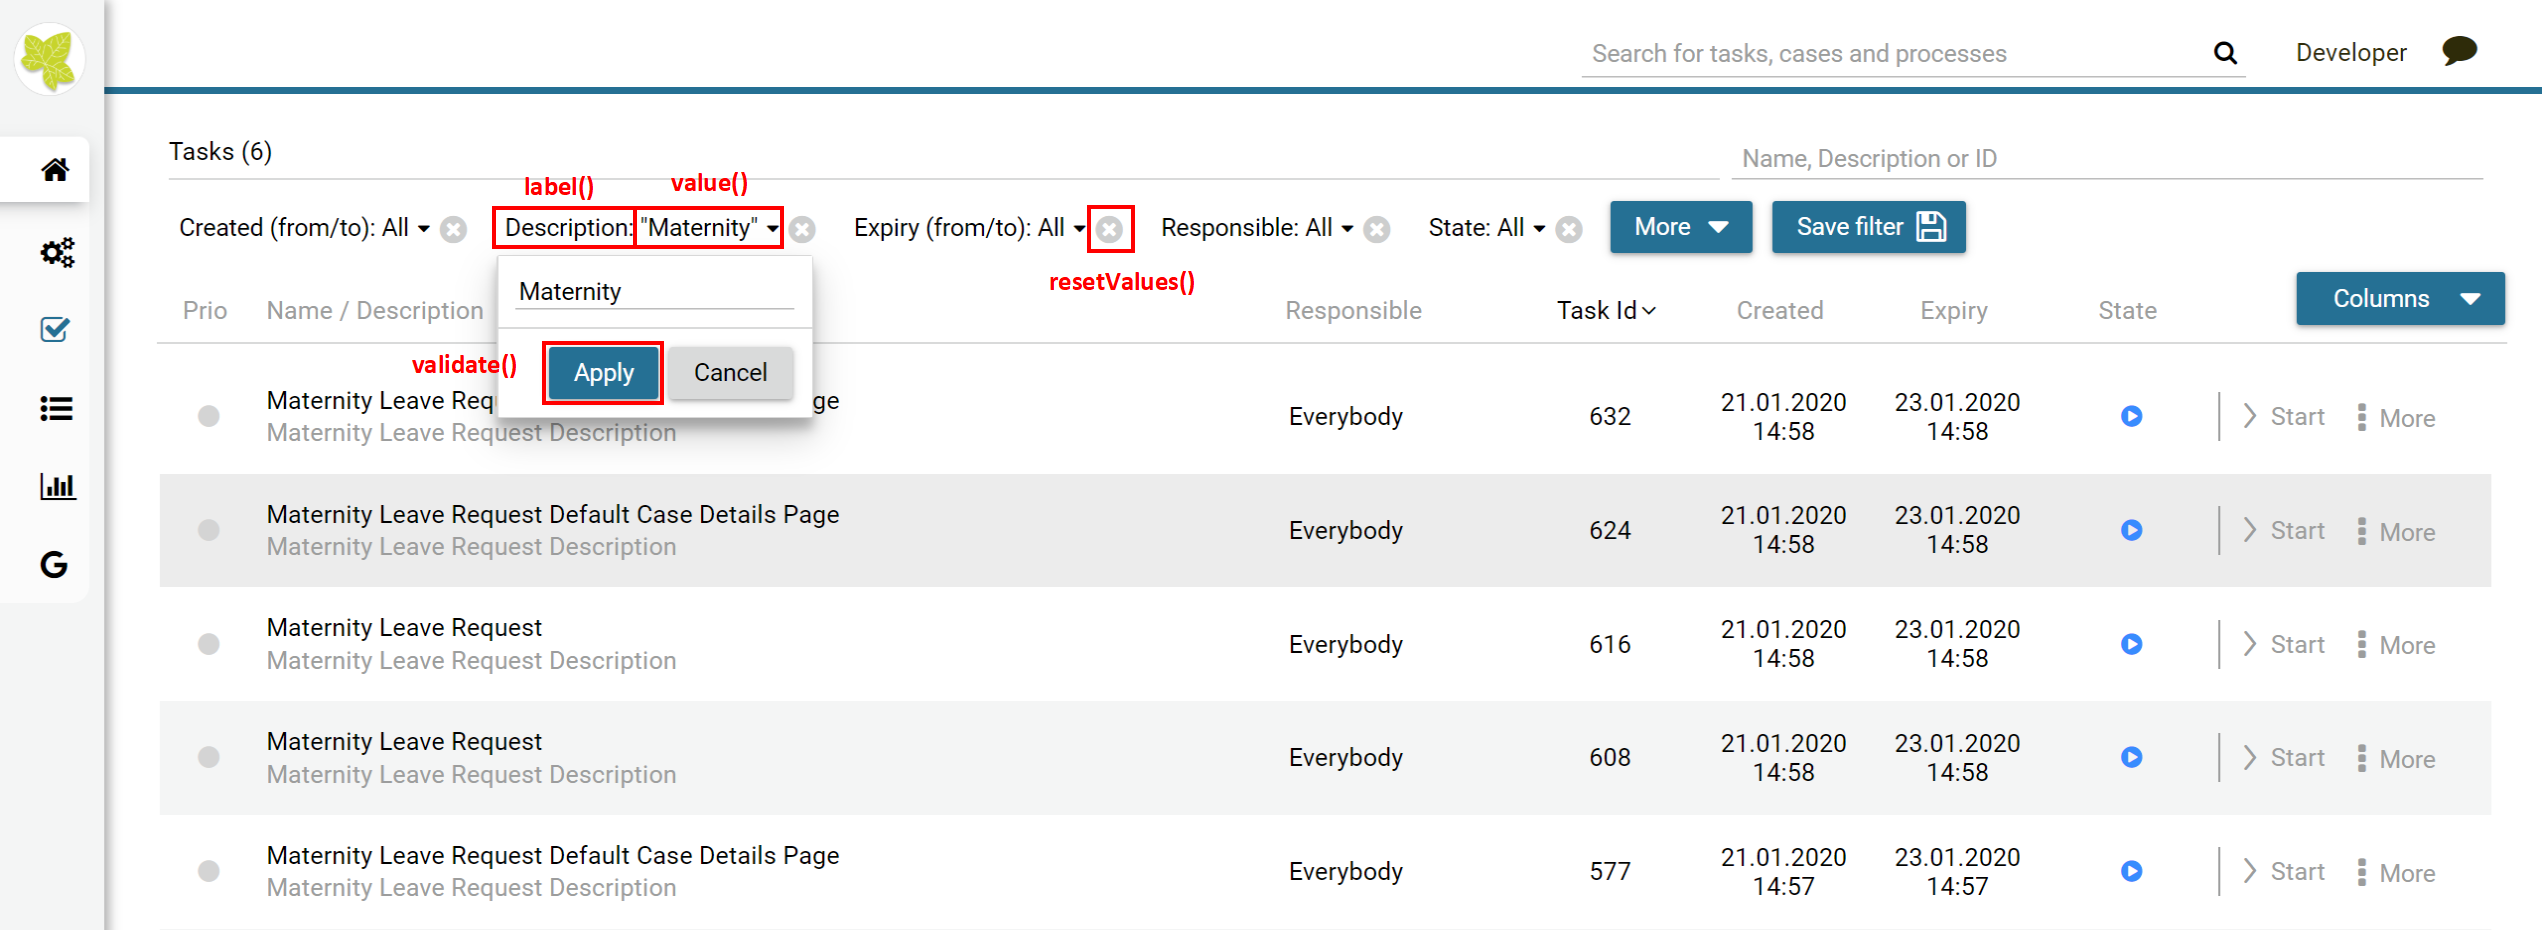 Search for tasks, cases and processes
Developer
Tasks (6)
Name, Description or ID
label()
value()
Created (from/to): All
Description: "Maternity"
Expiry (from/to): All
Responsible: All
State: All
More
Save filter
resetValues()
Maternity
Prio
Name / Description
Responsible
Task Id
Created
Expiry
State
Columns
validate()
Apply
Cancel
Maternity Leave Req ge
Maternity Leave Request Description
Everybody
632
21.01.2020
14:58
23.01.2020
14:58
Start
More
Maternity Leave Request Default Case Details Page
Maternity Leave Request Description
Everybody
624
21.01.2020
14:58
23.01.2020
14:58
Start
More
Maternity Leave Request
Maternity Leave Request Description
Everybody
616
21.01.2020
14:58
23.01.2020
14:58
Start
More
Maternity Leave Request
Maternity Leave Request Description
Everybody
608
21.01.2020
14:58
23.01.2020
14:58
Start
More
Maternity Leave Request Default Case Details Page
Maternity Leave Request Description
Everybody
577
21.01.2020
14:57
23.01.2020
14:57
Start
More